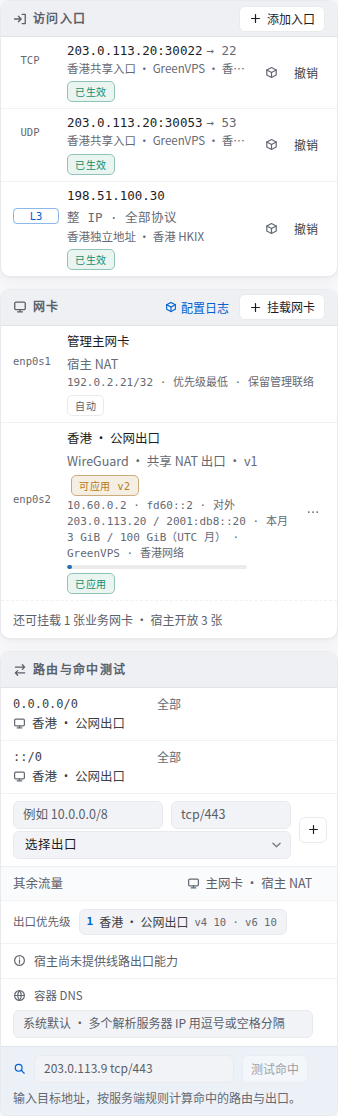 访问入口
+ 添加入口
TCP
203.0.113.20:30022 → 22
香港共享入口 · GreenVPS · 香…
已生效
撤销
UDP
203.0.113.20:30053 → 53
香港共享入口 · GreenVPS · 香…
已生效
撤销
L3
198.51.100.30
整 IP · 全部协议
香港独立地址 · 香港 HKIX
已生效
撤销
网卡
配置日志
+ 挂载网卡
enp0s1
管理主网卡
宿主 NAT
192.0.2.21/32 · 优先级最低 · 保留管理联络
自动
enp0s2
香港 · 公网出口
WireGuard · 共享 NAT 出口 · v1
可应用 v2
10.60.0.2 · fd60::2 · 对外
203.0.113.20 / 2001:db8::20 · 本月
3 GiB / 100 GiB（UTC 月） ·
GreenVPS · 香港网络
已应用
…
还可挂载 1 张业务网卡 · 宿主开放 3 张
路由与命中测试
0.0.0.0/0 全部
香港 · 公网出口
::/0 全部
香港 · 公网出口
例如 10.0.0.0/8 tcp/443
选择出口
+
其余流量 主网卡 · 宿主 NAT
出口优先级 1 香港 · 公网出口 v4 10 · v6 10
宿主尚未提供线路出口能力
容器 DNS
系统默认 · 多个解析服务器 IP 用逗号或空格分隔
203.0.113.9 tcp/443 测试命中
输入目标地址，按服务端规则计算命中的路由与出口。